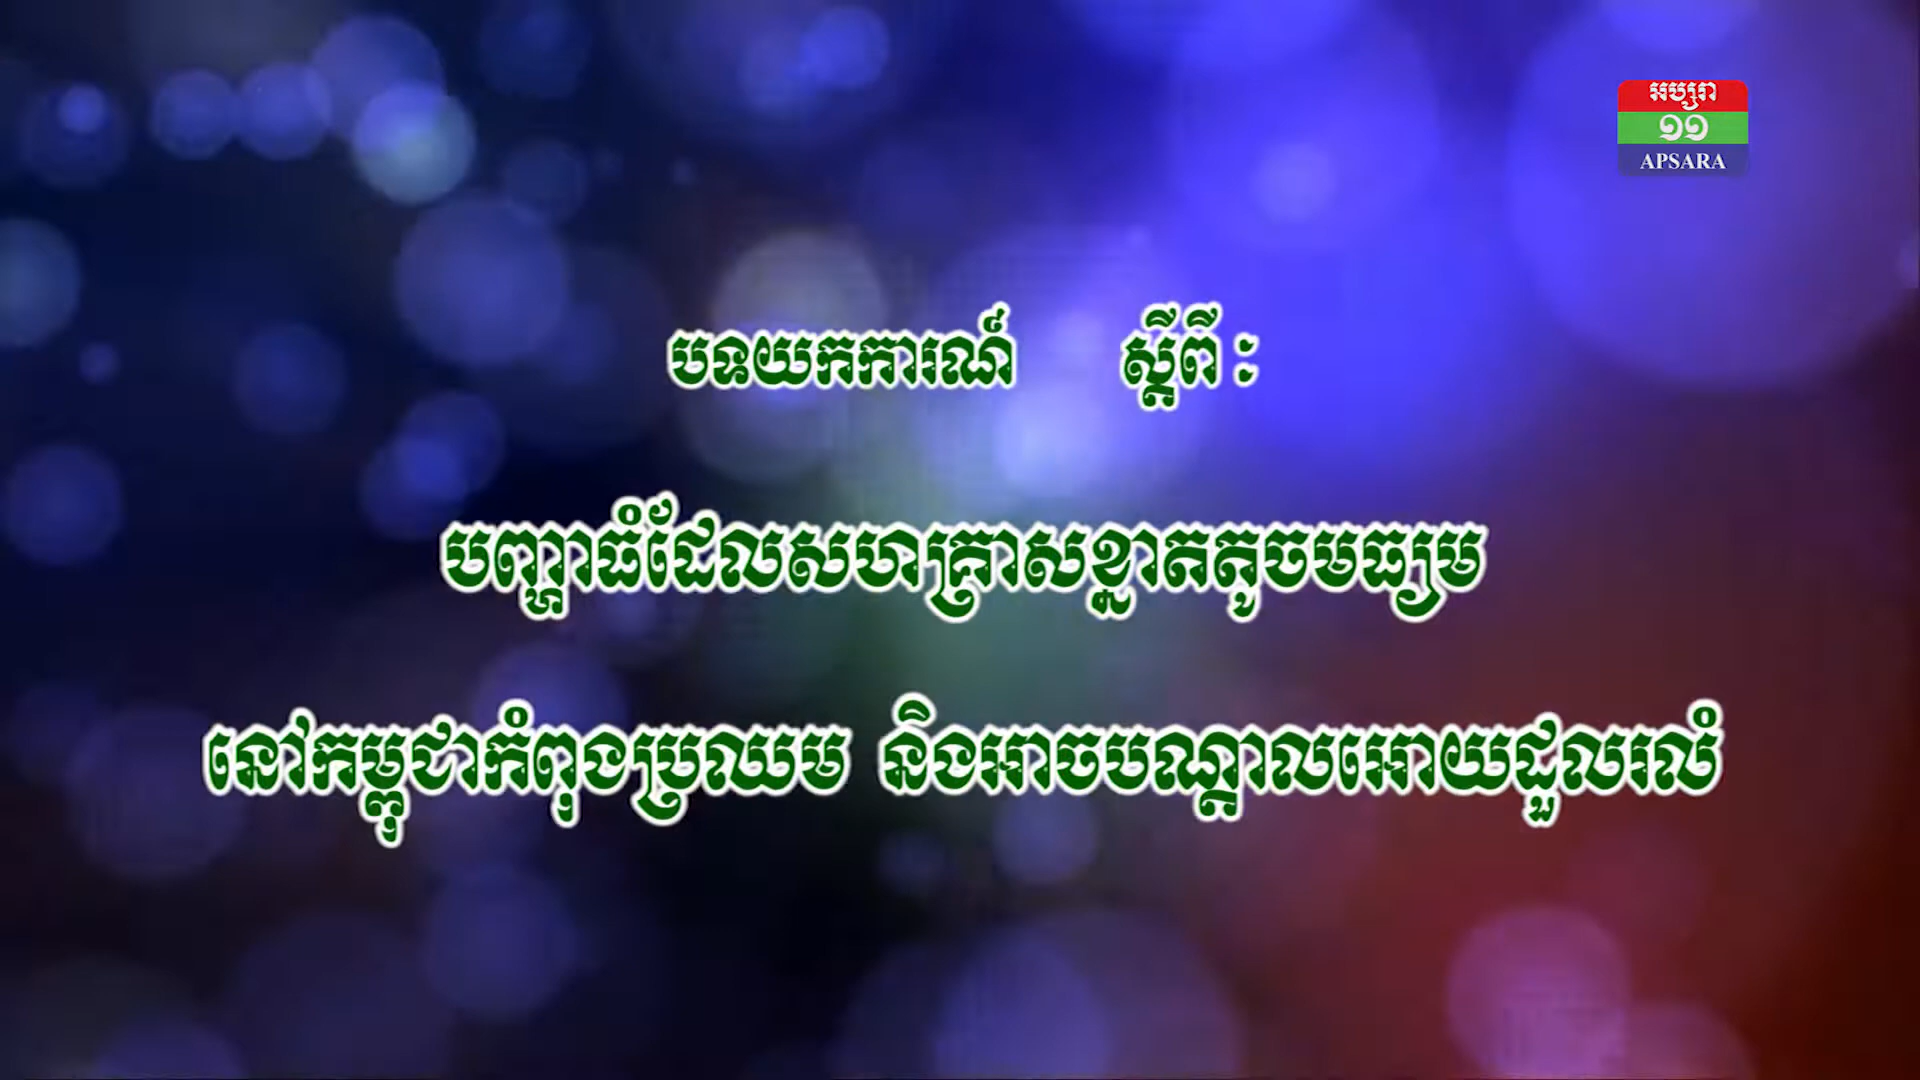 អប្សរា
១១
APSARA
បទយកការណ៍ ស្តីពី ៖
បញ្ហាធំដែលសហគ្រាសខ្នាតតូចមធ្យម
នៅកម្ពុជាកំពុងប្រឈម និងអាចបណ្តាលអោយដួលរលំ